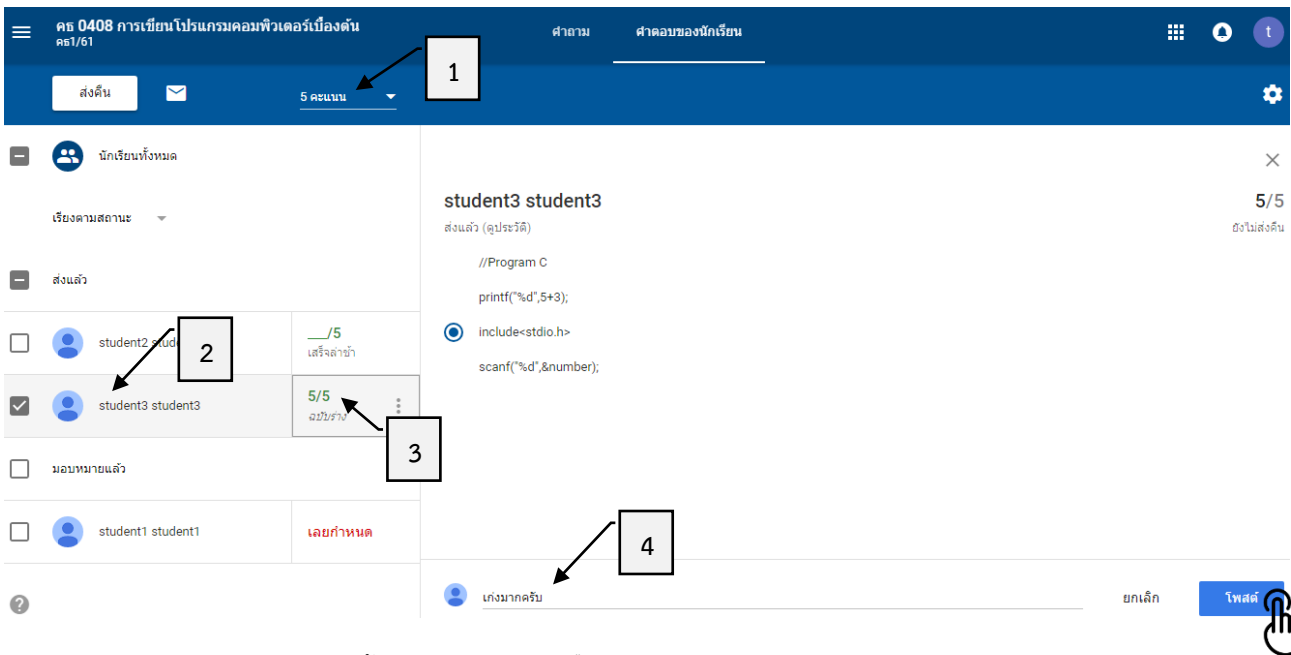 คธ 0408 การเขียนโปรแกรมคอมพิวเตอร์เบื้องต้น
คธ1/61
คำถาม
คำตอบของนักเรียน
t
ส่งคืน
5 คะแนน
1
นักเรียนทั้งหมด
เรียงตามสถานะ
student3 student3
5/5
ส่งแล้ว (ดูประวัติ)
ยังไม่ส่งคืน
//Program C
printf("%d",5+3);
include<stdio.h>
scanf("%d",&number);
ส่งแล้ว
student2
__/5
เสร็จล่าช้า
2
student3 student3
5/5
ฉบับร่าง
3
มอบหมายแล้ว
student1 student1
เลยกำหนด
4
เก่งมากครับ
ยกเลิก
โพสต์
?